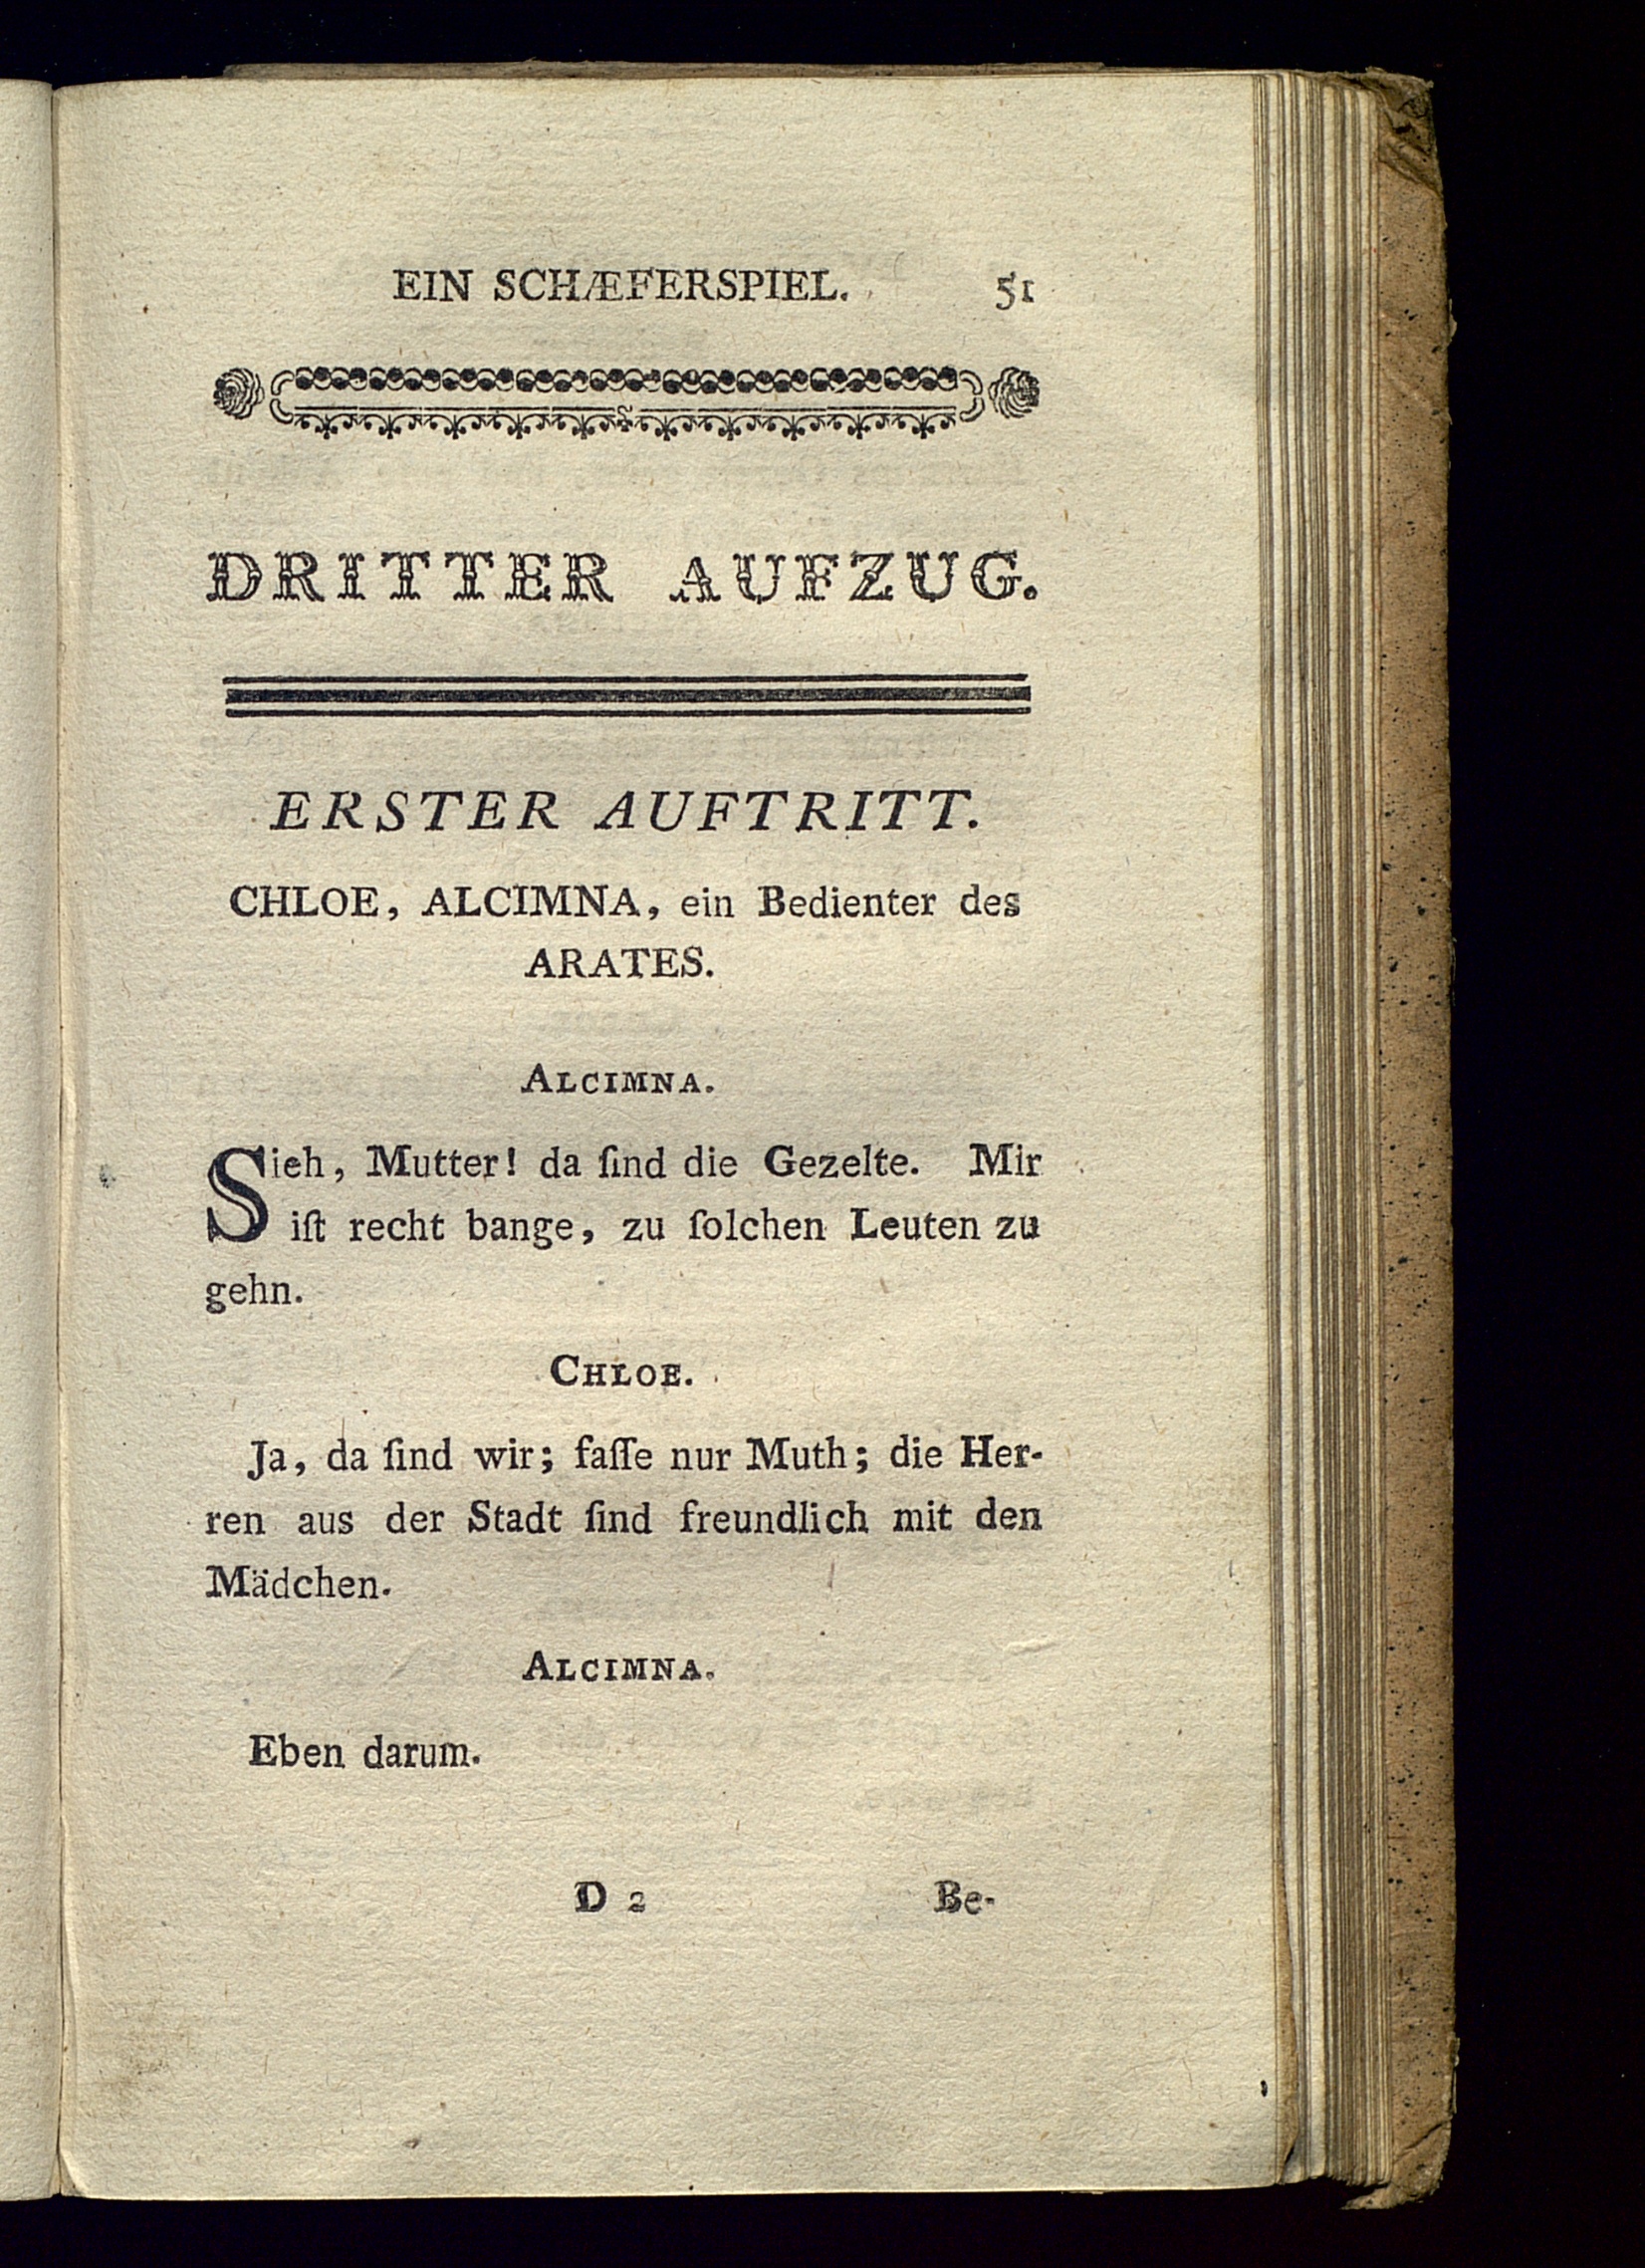 EIN SCHÆFERSPIEL. 51
DRITTER AUFZUG.
ERSTER AUFTRITT.
CHLOE, ALCIMNA, ein Bedienter des
ARATES.
ALCIMNA.
Sieh, Mutter! da ſind die Gezelte. Mir
iſt recht bange, zu ſolchen Leuten zu
gehn.
CHLOE.
Ja, da ſind wir; faſſe nur Muth; die Her-
ren aus der Stadt ſind freundlich mit den
Mädchen.
ALCIMNA.
Eben darum.
D 2 Be-